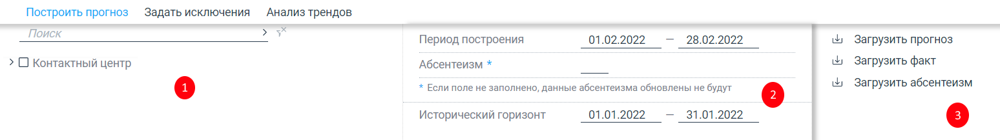 Построить прогноз Задать исключения Анализ трендов
Поиск
Контактный центр
1
Период построения 01.02.2022 — 28.02.2022
Абсентеизм *
* Если поле не заполнено, данные абсентеизма обновлены не будут
2
Исторический горизонт 01.01.2022 — 31.01.2022
Загрузить прогноз
Загрузить факт
Загрузить абсентеизм
3